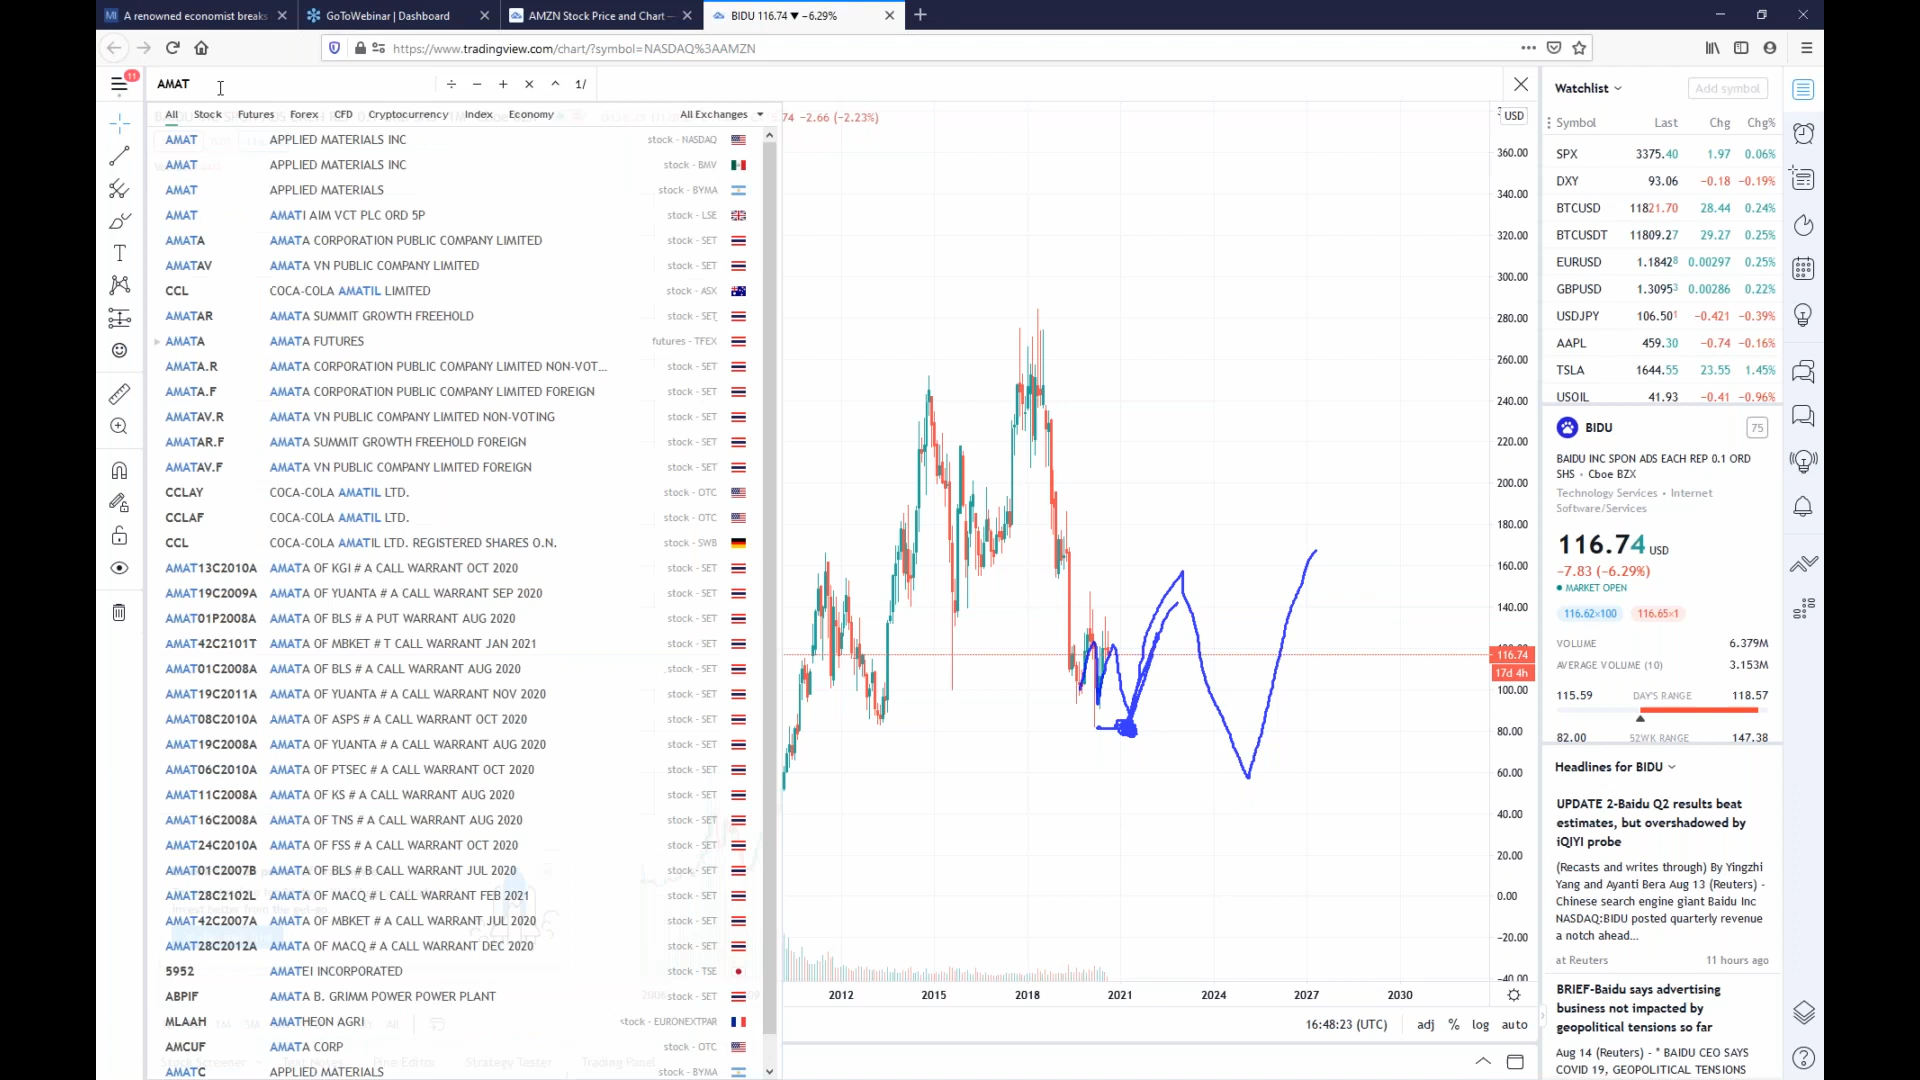 A renowned economist breaks
GoToWebinar | Dashboard
AMZN Stock Price and Chart —
BIDU 116.74 ▼ −6.29%
https://www.tradingview.com/chart/?symbol=NASDAQ%3AAMZN
11
AMAT
÷ − + × ^ 1/
All Stock Futures Forex CFD Cryptocurrency Index Economy All Exchanges
74 −2.66 (−2.23%)
AMAT APPLIED MATERIALS INC stock - NASDAQ
AMAT APPLIED MATERIALS INC stock - BMV
AMAT APPLIED MATERIALS stock - BYMA
AMAT AMATI AIM VCT PLC ORD 5P stock - LSE
AMATA AMATA CORPORATION PUBLIC COMPANY LIMITED stock - SET
AMATAV AMATA VN PUBLIC COMPANY LIMITED stock - SET
CCL COCA-COLA AMATIL LIMITED stock - ASX
AMATAR AMATA SUMMIT GROWTH FREEHOLD stock - SET
AMATA AMATA FUTURES futures - TFEX
AMATA.R AMATA CORPORATION PUBLIC COMPANY LIMITED NON-VOT... stock - SET
AMATA.F AMATA CORPORATION PUBLIC COMPANY LIMITED FOREIGN stock - SET
AMATAV.R AMATA VN PUBLIC COMPANY LIMITED NON-VOTING stock - SET
AMATAR.F AMATA SUMMIT GROWTH FREEHOLD FOREIGN stock - SET
AMATAV.F AMATA VN PUBLIC COMPANY LIMITED FOREIGN stock - SET
CCLAY COCA-COLA AMATIL LTD. stock - OTC
CCLAF COCA-COLA AMATIL LTD. stock - OTC
CCL COCA-COLA AMATIL LTD. REGISTERED SHARES O.N. stock - SWB
AMAT13C2010A AMATA OF KGI # A CALL WARRANT OCT 2020 stock - SET
AMAT19C2009A AMATA OF YUANTA # A CALL WARRANT SEP 2020 stock - SET
AMAT01P2008A AMATA OF BLS # A PUT WARRANT AUG 2020 stock - SET
AMAT42C2101T AMATA OF MBKET # T CALL WARRANT JAN 2021 stock - SET
AMAT01C2008A AMATA OF BLS # A CALL WARRANT AUG 2020 stock - SET
AMAT19C2011A AMATA OF YUANTA # A CALL WARRANT NOV 2020 stock - SET
AMAT08C2010A AMATA OF ASPS # A CALL WARRANT OCT 2020 stock - SET
AMAT19C2008A AMATA OF YUANTA # A CALL WARRANT AUG 2020 stock - SET
AMAT06C2010A AMATA OF PTSEC # A CALL WARRANT OCT 2020 stock - SET
AMAT11C2008A AMATA OF KS # A CALL WARRANT AUG 2020 stock - SET
AMAT16C2008A AMATA OF TNS # A CALL WARRANT AUG 2020 stock - SET
AMAT24C2010A AMATA OF FSS # A CALL WARRANT OCT 2020 stock - SET
AMAT01C2007B AMATA OF BLS # B CALL WARRANT JUL 2020 stock - SET
AMAT28C2102L AMATA OF MACQ # L CALL WARRANT FEB 2021 stock - SET
AMAT42C2007A AMATA OF MBKET # A CALL WARRANT JUL 2020 stock - SET
AMAT28C2012A AMATA OF MACQ # A CALL WARRANT DEC 2020 stock - SET
5952 AMATEI INCORPORATED stock - TSE
ABPIF AMATA B. GRIMM POWER POWER PLANT stock - SET
MLAAH AMATHEON AGRI stock - EURONEXTPAR
AMCUF AMATA CORP stock - OTC
AMATC APPLIED MATERIALS stock - BYMA
Stock Screener Text Notes Pine Editor Strategy Tester Trading Panel
USD
360.00
340.00
320.00
300.00
280.00
260.00
240.00
220.00
200.00
180.00
160.00
140.00
116.74
17d 4h
100.00
80.00
60.00
40.00
20.00
0.00
−20.00
−40.00
2012 2015 2018 2021 2024 2027 2030
16:48:23 (UTC) adj % log auto
Watchlist Add symbol
Symbol Last Chg Chg%
SPX 3375.40 1.97 0.06%
DXY 93.06 −0.18 −0.19%
BTCUSD 11821.70 28.44 0.24%
BTCUSDT 11809.27 29.27 0.25%
EURUSD 1.18428 0.00297 0.25%
GBPUSD 1.30953 0.00286 0.22%
USDJPY 106.501 −0.421 −0.39%
AAPL 459.30 −0.74 −0.16%
TSLA 1644.55 23.55 1.45%
USOIL 41.93 −0.41 −0.96%
BIDU 75
BAIDU INC SPON ADS EACH REP 0.1 ORD
SHS • Cboe BZX
Technology Services • Internet
Software/Services
116.74 USD
−7.83 (−6.29%)
MARKET OPEN
116.62×100 116.65×1
VOLUME 6.379M
AVERAGE VOLUME (10) 3.153M
115.59 DAY'S RANGE 118.57
82.00 52WK RANGE 147.38
Headlines for BIDU
UPDATE 2-Baidu Q2 results beat
estimates, but overshadowed by
iQIYI probe
(Recasts and writes through) By Yingzhi
Yang and Ayanti Bera Aug 13 (Reuters) -
Chinese search engine giant Baidu Inc
NASDAQ:BIDU posted quarterly revenue
a notch ahead...
at Reuters 11 hours ago
BRIEF-Baidu says advertising
business not impacted by
geopolitical tensions so far
Aug 14 (Reuters) - * BAIDU CEO SAYS
COVID 19, GEOPOLITICAL TENSIONS